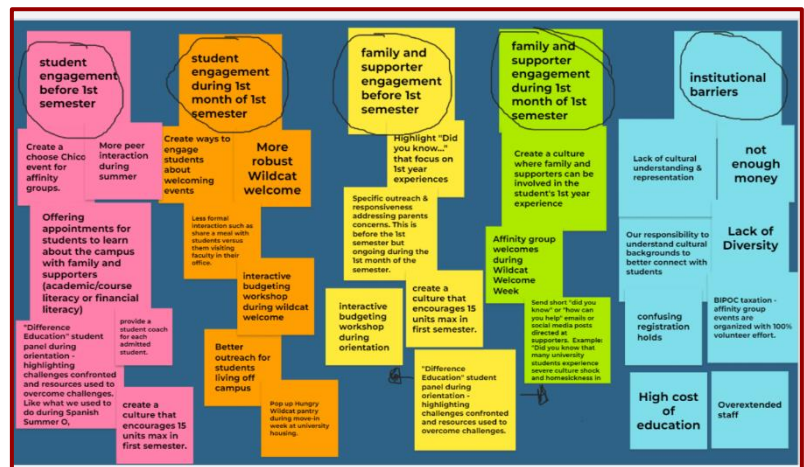 student
engagement
before 1st
semester
Create a
choose Chico
event for
affinity
groups.
More peer
interaction
during
summer
Offering
appointments for
students to learn
about the campus
with family and
supporters
(academic/course
literacy or financial
literacy)
"Difference
Education" student
panel during
orientation -
highlighting
challenges confronted
and resources used to
overcome challenges.
Like what we used to
do during Spanish
Summer O,
provide a
student coach for
each admitted
student.
create a
culture that
encourages 15
units max in
first semester.
student
engagement
during 1st
month of 1st
semester
Create ways to
engage
students
about
welcoming
events
More
robust
Wildcat
welcome
Less formal
interaction such as
share a meal with
students versus
them visiting
faculty in their
office.
interactive
budgeting
workshop
during wildcat
welcome
Better
outreach for
students
living off
campus
Pop up Hungry
Wildcat pantry
during move-in
week at university
housing.
family and
supporter
engagement
before 1st
semester
Highlight "Did
you know..."
that focus on
1st year
experiences
Specific outreach &
responsiveness
addressing parents
concerns. This is
before the 1st
semester but
ongoing during the
1st month of the
semester.
interactive
budgeting
workshop
during
orientation
create a
culture that
encourages 15
units max in
first semester.
"Difference
Education" student
panel during
orientation -
highlighting
challenges confronted
and resources used to
overcome challenges.
family and
supporter
engagement
during 1st
month of 1st
semester
Create a culture
where family and
supporters can be
involved in the
student's 1st year
experience
Affinity group
welcomes
during
Wildcat
Welcome
Week
Send short "did you
know" or "how can
you help" emails or
social media posts
directed at
supporters. Example:
"Did you know that
many university
students experience
severe culture shock
and homesickness in
institutional
barriers
Lack of cultural
understanding &
representation
not
enough
money
Our responsibility to
understand cultural
backgrounds to
better connect with
students
Lack of
Diversity
confusing
registration
holds
BIPOC taxation -
affinity group
events are
organized with 100%
volunteer effort.
High cost
of
education
Overextended
staff